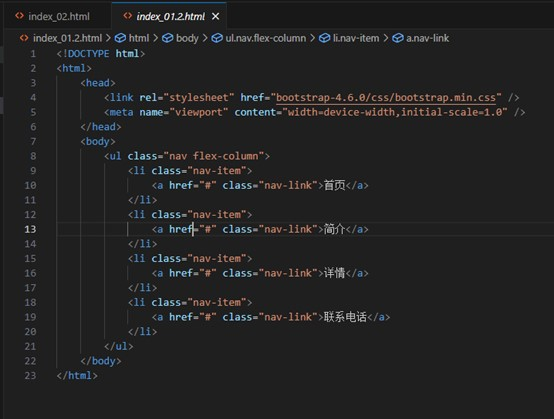 index_02.html index_01.2.html
index_01.2.html > html > body > ul.nav.flex-column > li.nav-item > a.nav-link
1 <!DOCTYPE html>
2 <html>
3 <head>
4 <link rel="stylesheet" href="bootstrap-4.6.0/css/bootstrap.min.css" />
5 <meta name="viewport" content="width=device-width,initial-scale=1.0" />
6 </head>
7 <body>
8 <ul class="nav flex-column">
9 <li class="nav-item">
10 <a href="#" class="nav-link">首页</a>
11 </li>
12 <li class="nav-item">
13 <a href="#" class="nav-link">简介</a>
14 </li>
15 <li class="nav-item">
16 <a href="#" class="nav-link">详情</a>
17 </li>
18 <li class="nav-item">
19 <a href="#" class="nav-link">联系电话</a>
20 </li>
21 </ul>
22 </body>
23 </html>